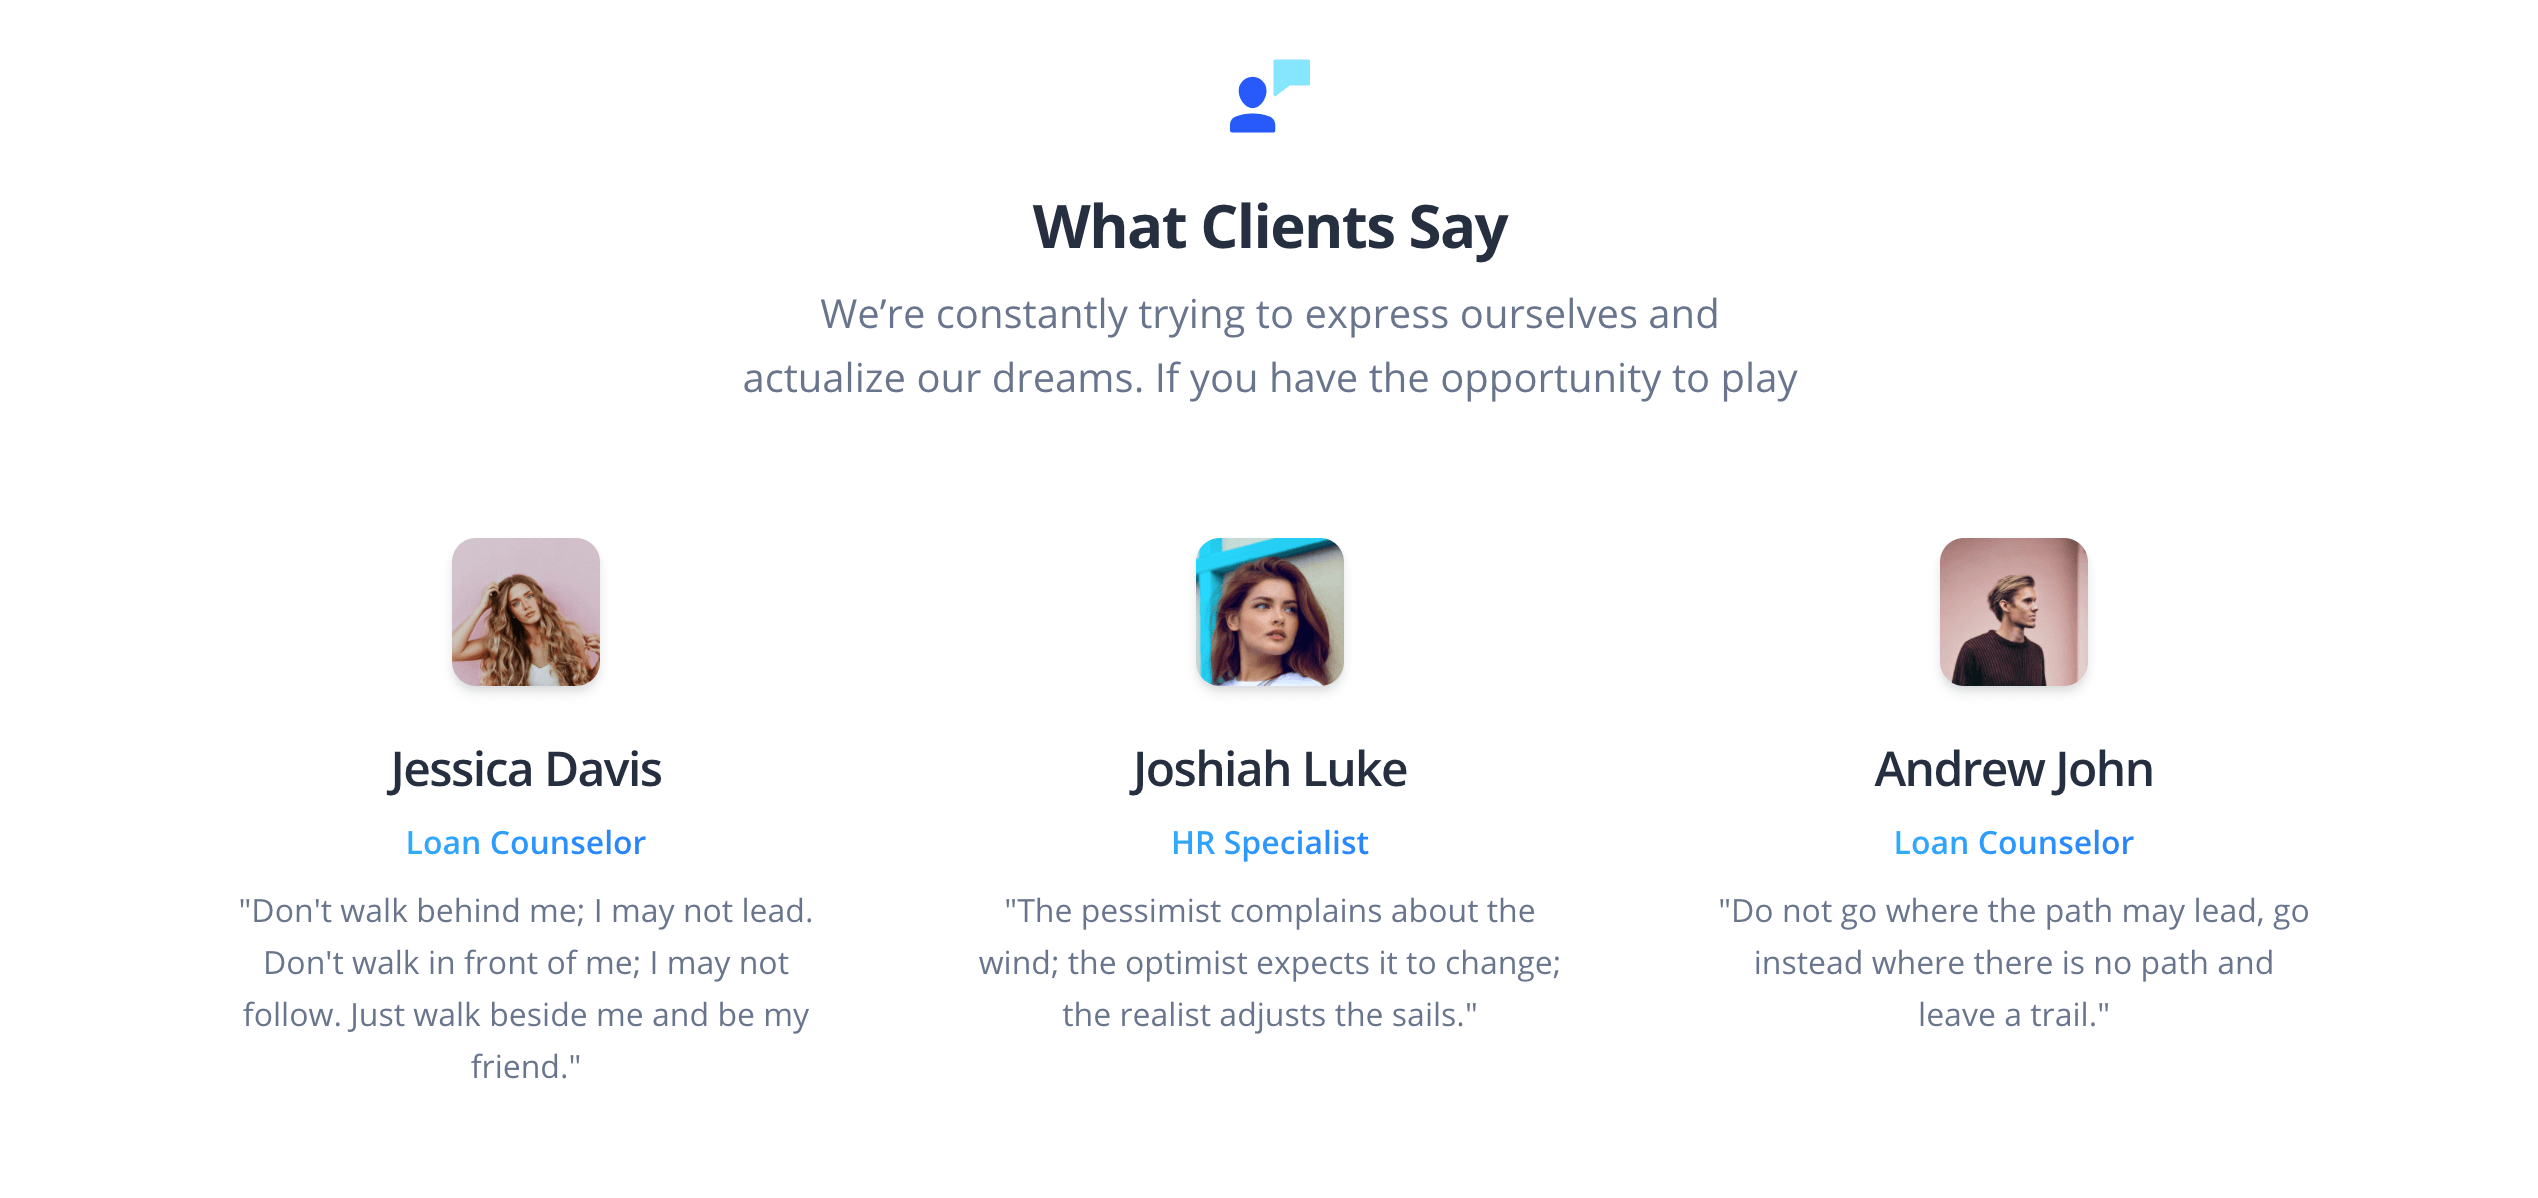 What Clients Say
We’re constantly trying to express ourselves and
actualize our dreams. If you have the opportunity to play
Jessica Davis
Loan Counselor
"Don't walk behind me; I may not lead.
Don't walk in front of me; I may not
follow. Just walk beside me and be my
friend."
Joshiah Luke
HR Specialist
"The pessimist complains about the
wind; the optimist expects it to change;
the realist adjusts the sails."
Andrew John
Loan Counselor
"Do not go where the path may lead, go
instead where there is no path and
leave a trail."